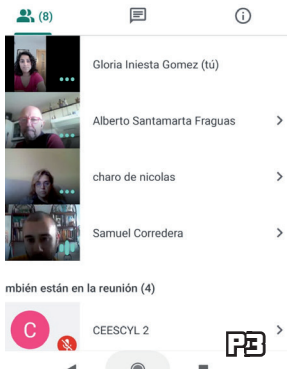 (8)
Gloria Iniesta Gomez (tú)
Alberto Santamarta Fraguas
charo de nicolas
Samuel Corredera
mbién están en la reunión (4)
C
CEESCYL 2
P3